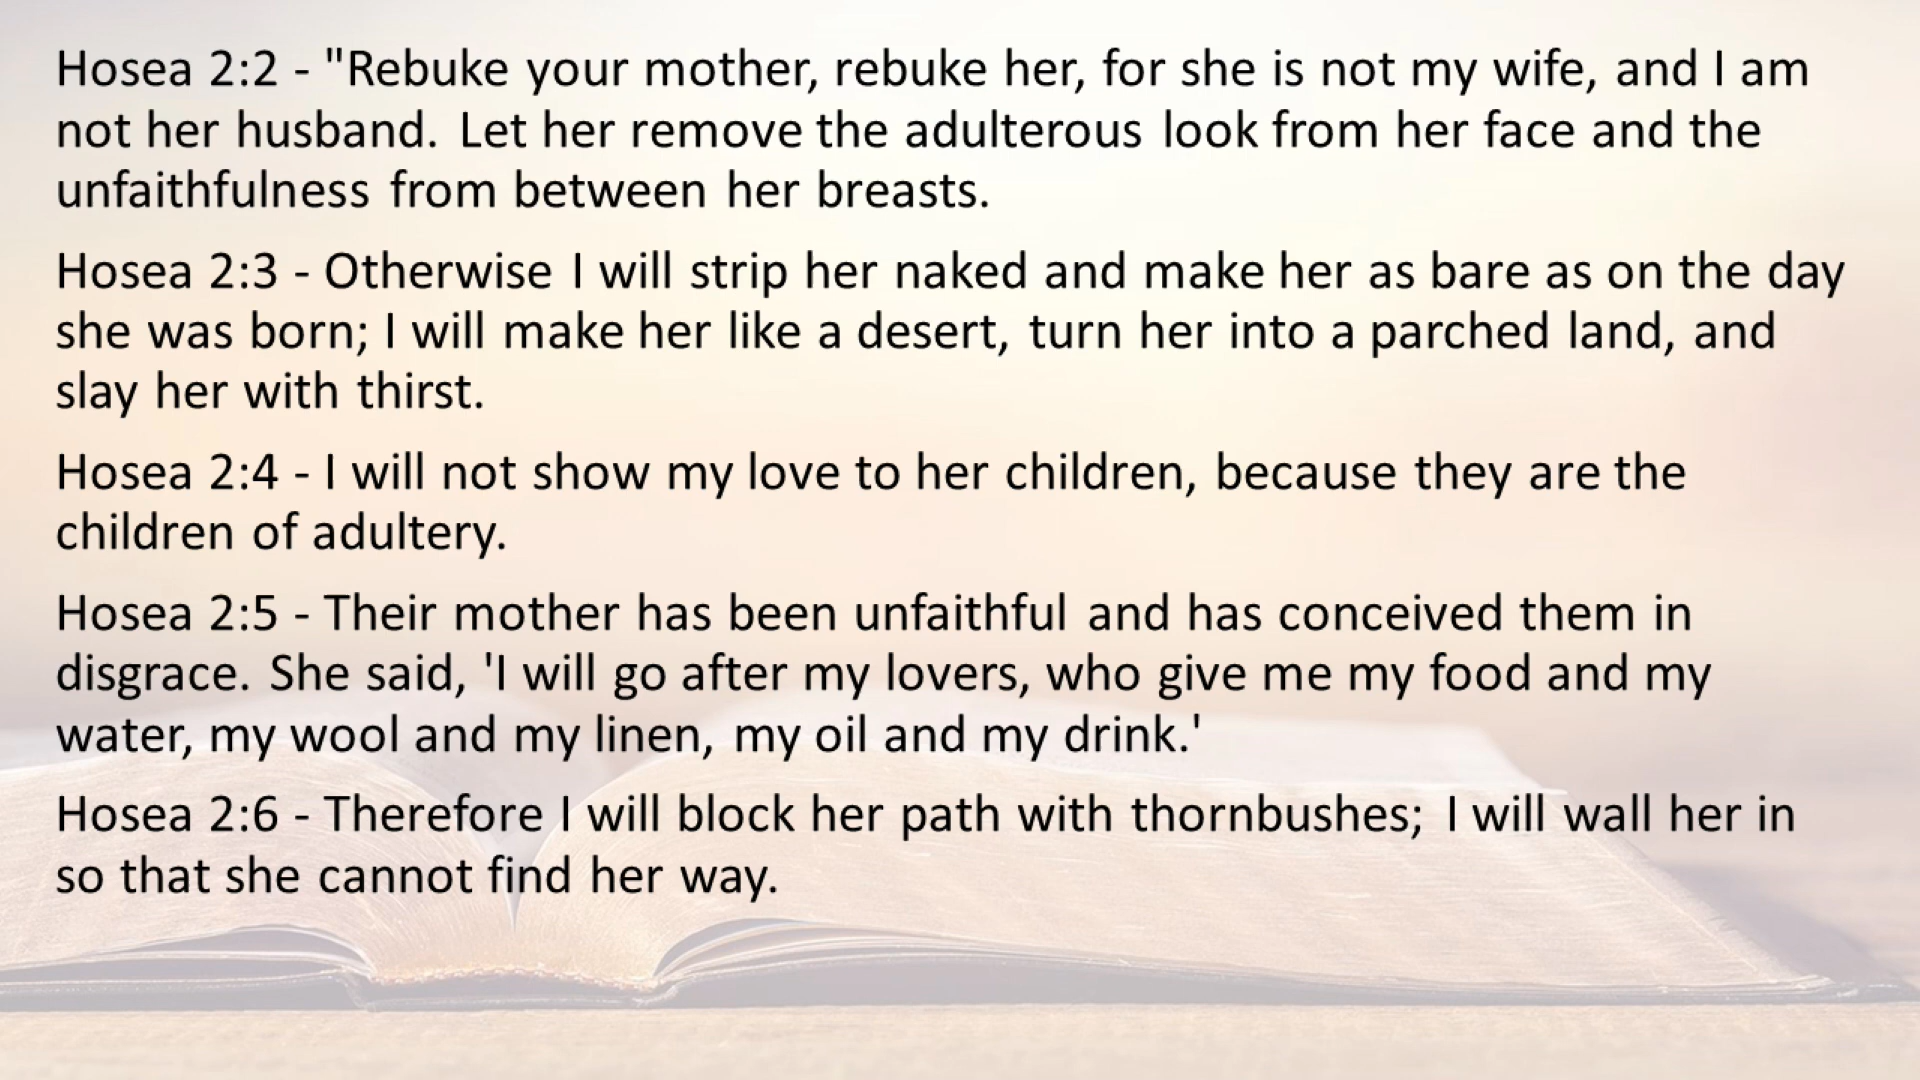 Hosea 2:2 - "Rebuke your mother, rebuke her, for she is not my wife, and I am
not her husband. Let her remove the adulterous look from her face and the
unfaithfulness from between her breasts.
Hosea 2:3 - Otherwise I will strip her naked and make her as bare as on the day
she was born; I will make her like a desert, turn her into a parched land, and
slay her with thirst.
Hosea 2:4 - I will not show my love to her children, because they are the
children of adultery.
Hosea 2:5 - Their mother has been unfaithful and has conceived them in
disgrace. She said, 'I will go after my lovers, who give me my food and my
water, my wool and my linen, my oil and my drink.'
Hosea 2:6 - Therefore I will block her path with thornbushes; I will wall her in
so that she cannot find her way.